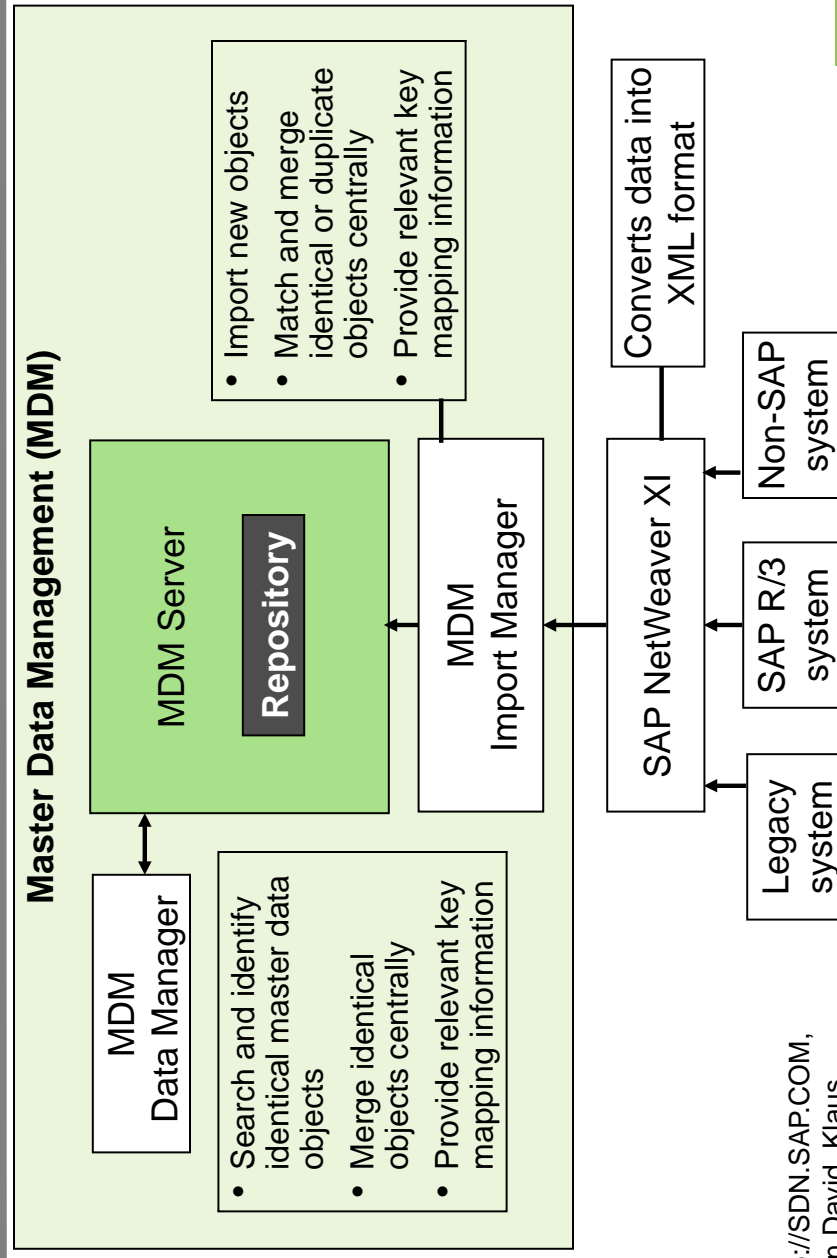 Master Data Management (MDM)
MDM
Data Manager
MDM Server
Repository
• Search and identify
identical master data
objects
• Merge identical
objects centrally
• Provide relevant key
mapping information
• Import new objects
• Match and merge
identical or duplicate
objects centrally
• Provide relevant key
mapping information
MDM
Import Manager
SAP NetWeaver XI
Converts data into
XML format
Legacy
system
SAP R/3
system
Non-SAP
system
://SDN.SAP.COM,
David, Klaus